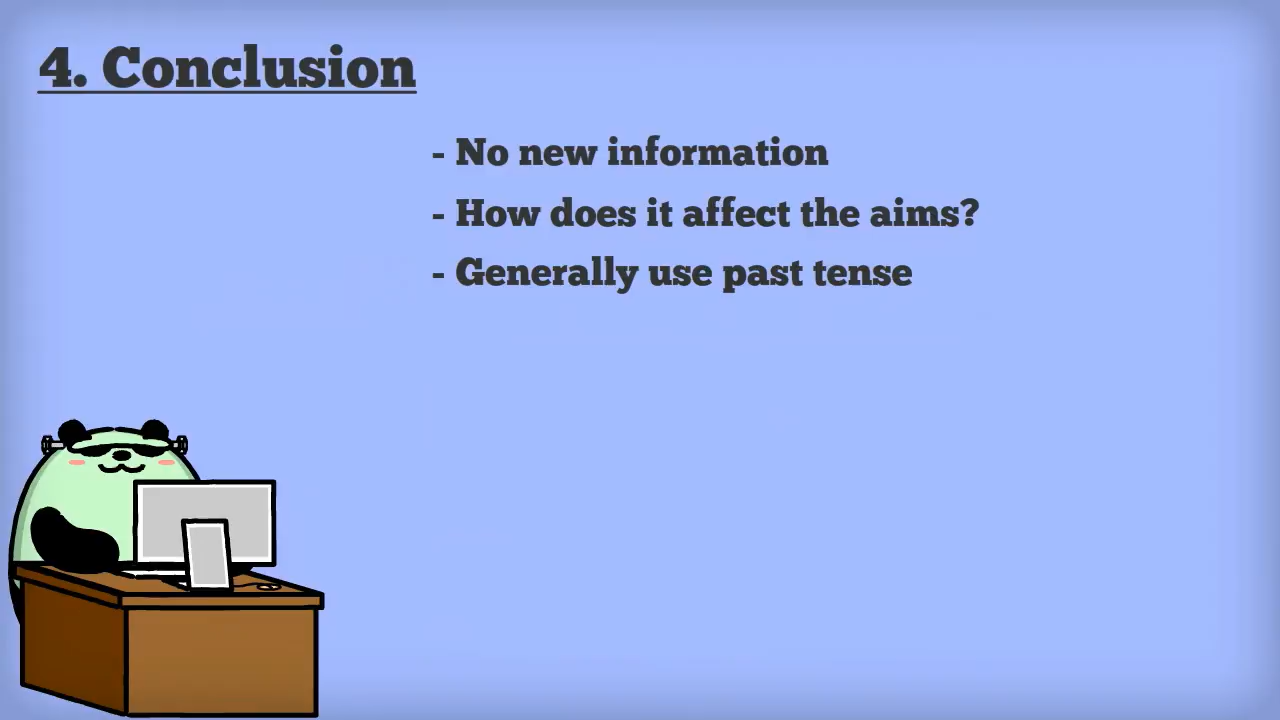 4. Conclusion
- No new information
- How does it affect the aims?
- Generally use past tense